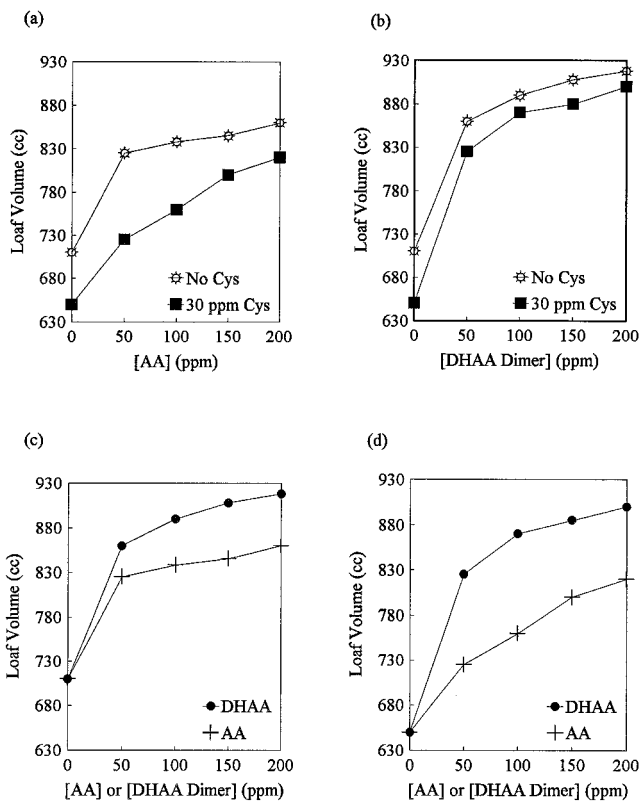 (a)
930
880
830
780
730
680
630
Loaf Volume (cc)
No Cys
30 ppm Cys
0 50 100 150 200
[AA] (ppm)
(b)
930
880
830
780
730
680
630
Loaf Volume (cc)
No Cys
30 ppm Cys
0 50 100 150 200
[DHAA Dimer] (ppm)
(c)
930
880
830
780
730
680
630
Loaf Volume (cc)
DHAA
AA
0 50 100 150 200
[AA] or [DHAA Dimer] (ppm)
(d)
930
880
830
780
730
680
630
Loaf Volume (cc)
DHAA
AA
0 50 100 150 200
[AA] or [DHAA Dimer] (ppm)